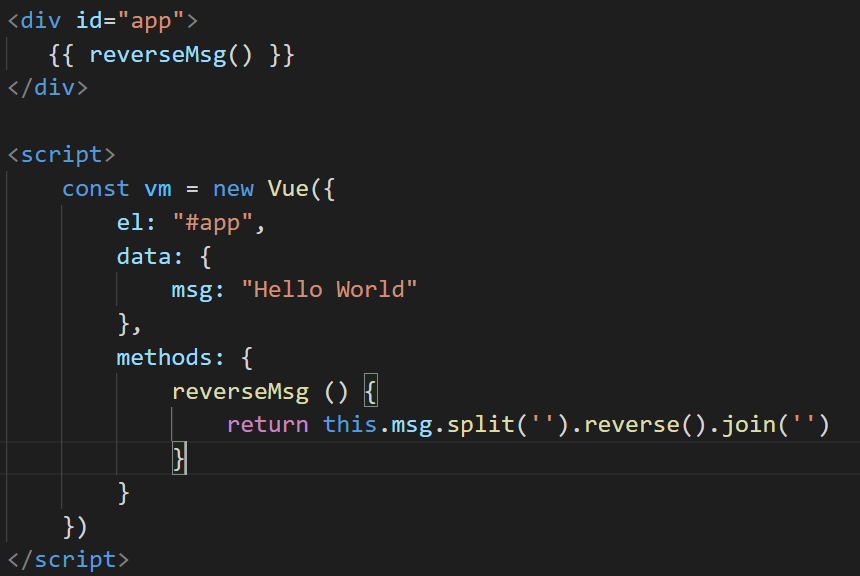 <div id="app">
   {{ reverseMsg() }}
</div>

<script>
    const vm = new Vue({
        el: "#app",
        data: {
            msg: "Hello World"
        },
        methods: {
            reverseMsg () {
                return this.msg.split('').reverse().join('')
            }
        }
    })
</script>